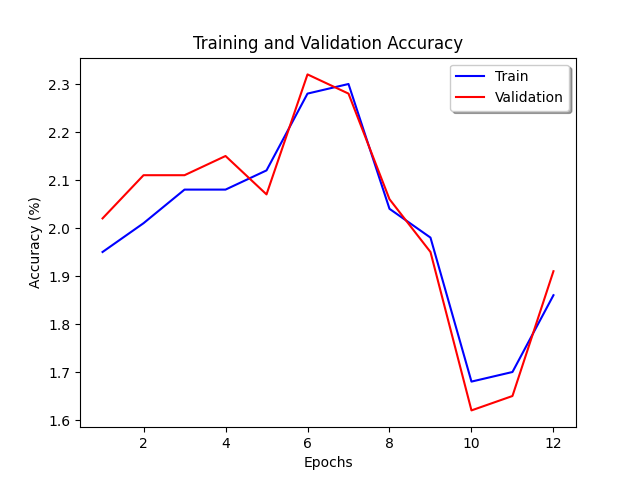 Training and Validation Accuracy
Train
Validation
Accuracy (%)
2.3
2.2
2.1
2.0
1.9
1.8
1.7
1.6
2 4 6 8 10 12
Epochs